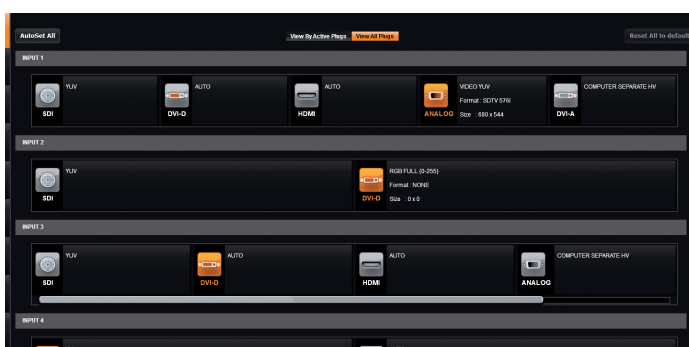 AutoSet All
View By Active Plugs View All Plugs
Reset All to default
INPUT 1
YUV
SDI
AUTO
DVI-D
AUTO
HDMI
VIDEO YUV
Format : SDTV 576i
Size : 680 x 544
ANALOG
COMPUTER SEPARATE HV
DVI-A
INPUT 2
YUV
SDI
RGB FULL (0-255)
Format : NONE
Size : 0 x 0
DVI-D
INPUT 3
YUV
SDI
AUTO
DVI-D
AUTO
HDMI
COMPUTER SEPARATE HV
ANALOG
INPUT 4